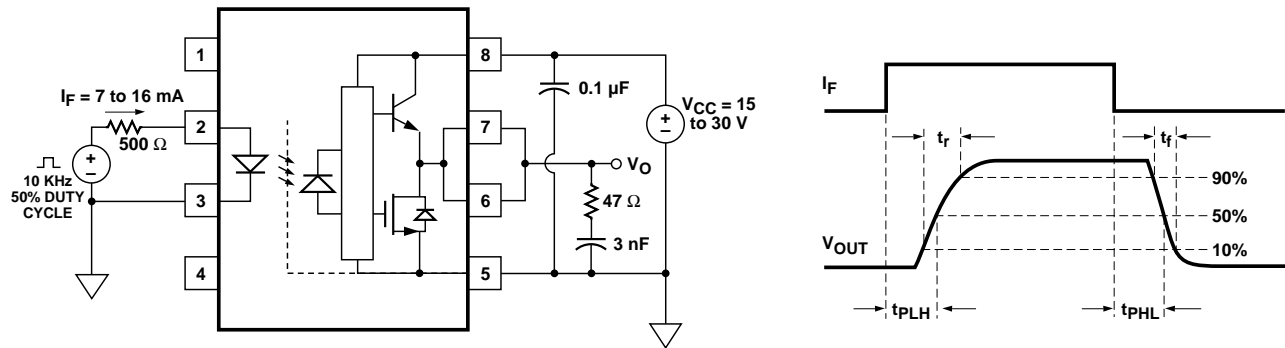 1
2
3
4
8
7
6
5
I_F = 7 to 16 mA
500 Ω
+
−
10 KHz
50% DUTY
CYCLE
0.1 µF
V_CC = 15
to 30 V
+
−
V_O
47 Ω
3 nF
I_F
t_r
t_f
90%
50%
10%
V_OUT
t_PLH
t_PHL